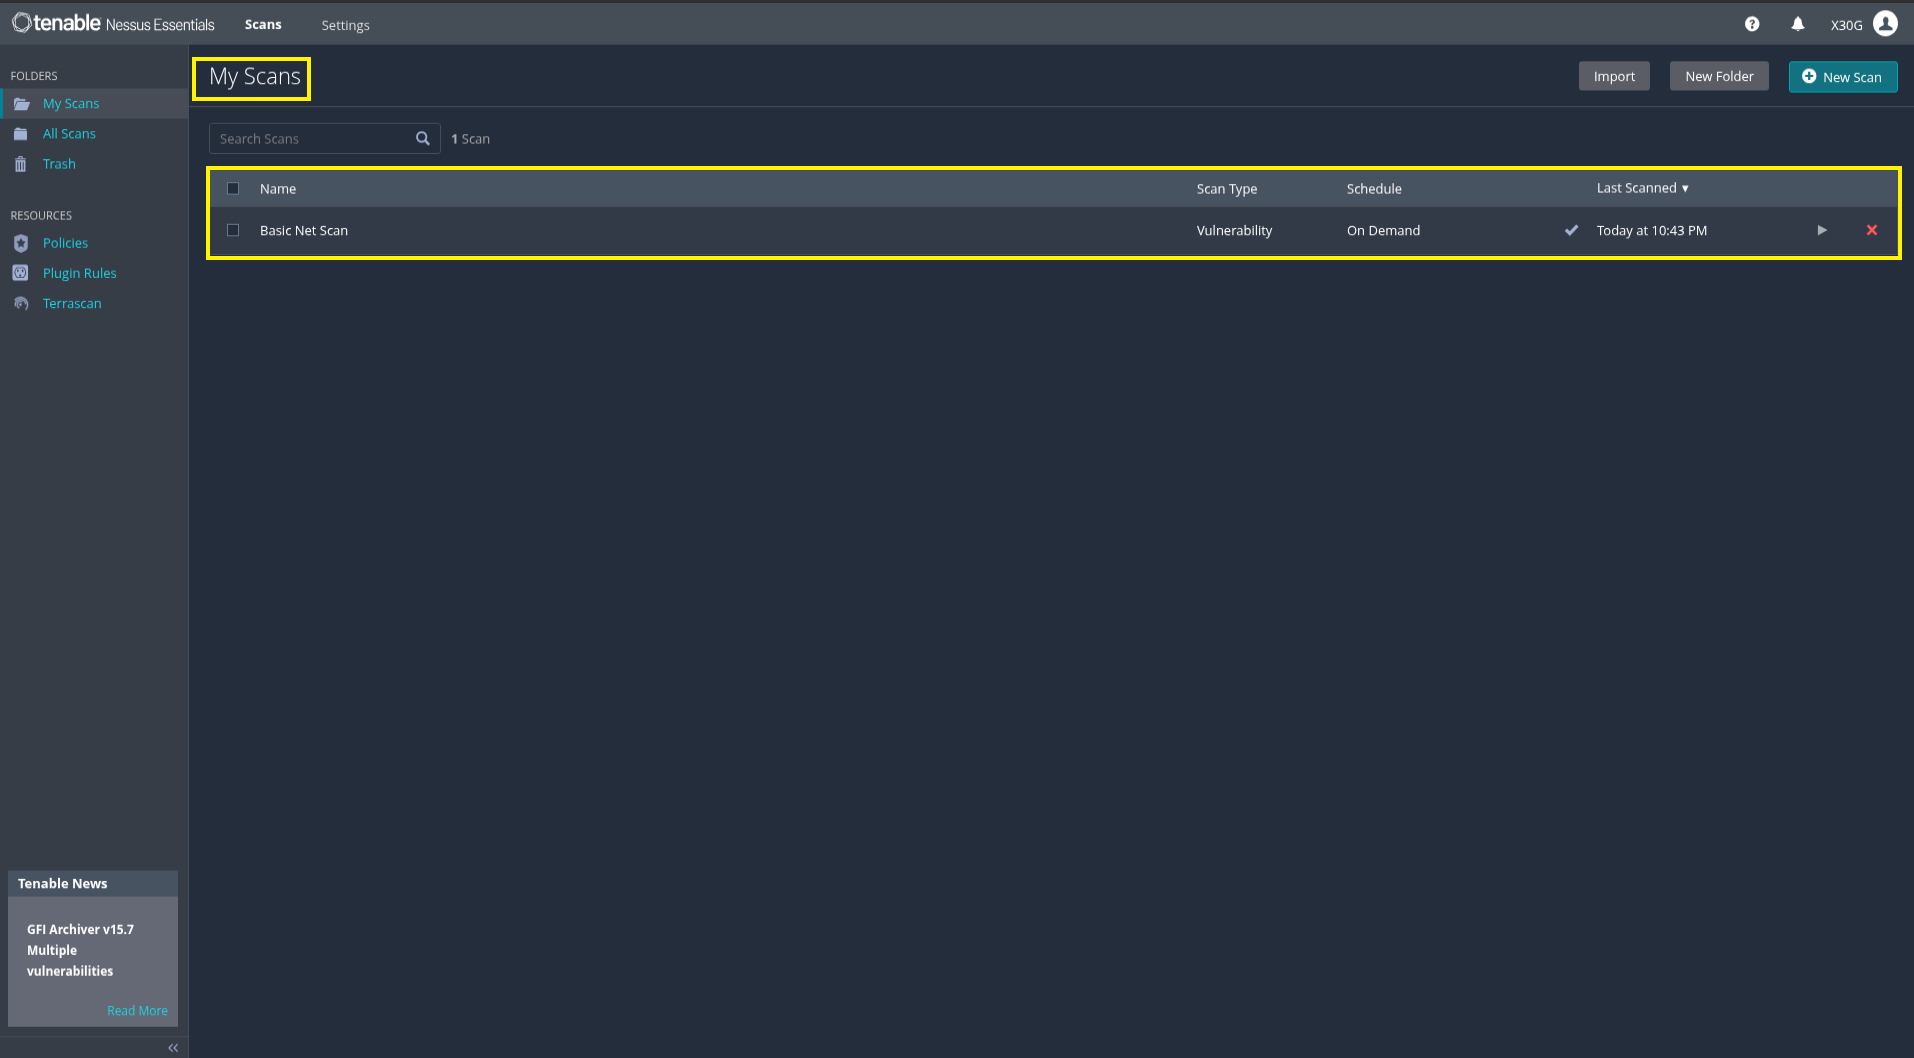 tenable Nessus Essentials Scans Settings X30G
FOLDERS
My Scans
All Scans
Trash
RESOURCES
Policies
Plugin Rules
Terrascan
Tenable News
GFI Archiver v15.7
Multiple
vulnerabilities
Read More
My Scans
Import New Folder New Scan
Search Scans 1 Scan
Name Scan Type Schedule Last Scanned ▼
Basic Net Scan Vulnerability On Demand Today at 10:43 PM